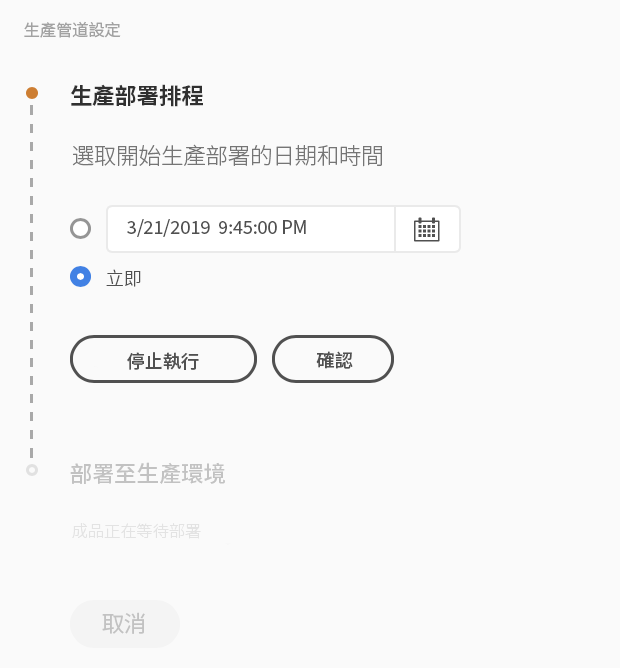 生產管道設定
生產部署排程
選取開始生產部署的日期和時間
3/21/2019 9:45:00 PM
立即
停止執行 確認
部署至生產環境
成品正在等待部署
取消